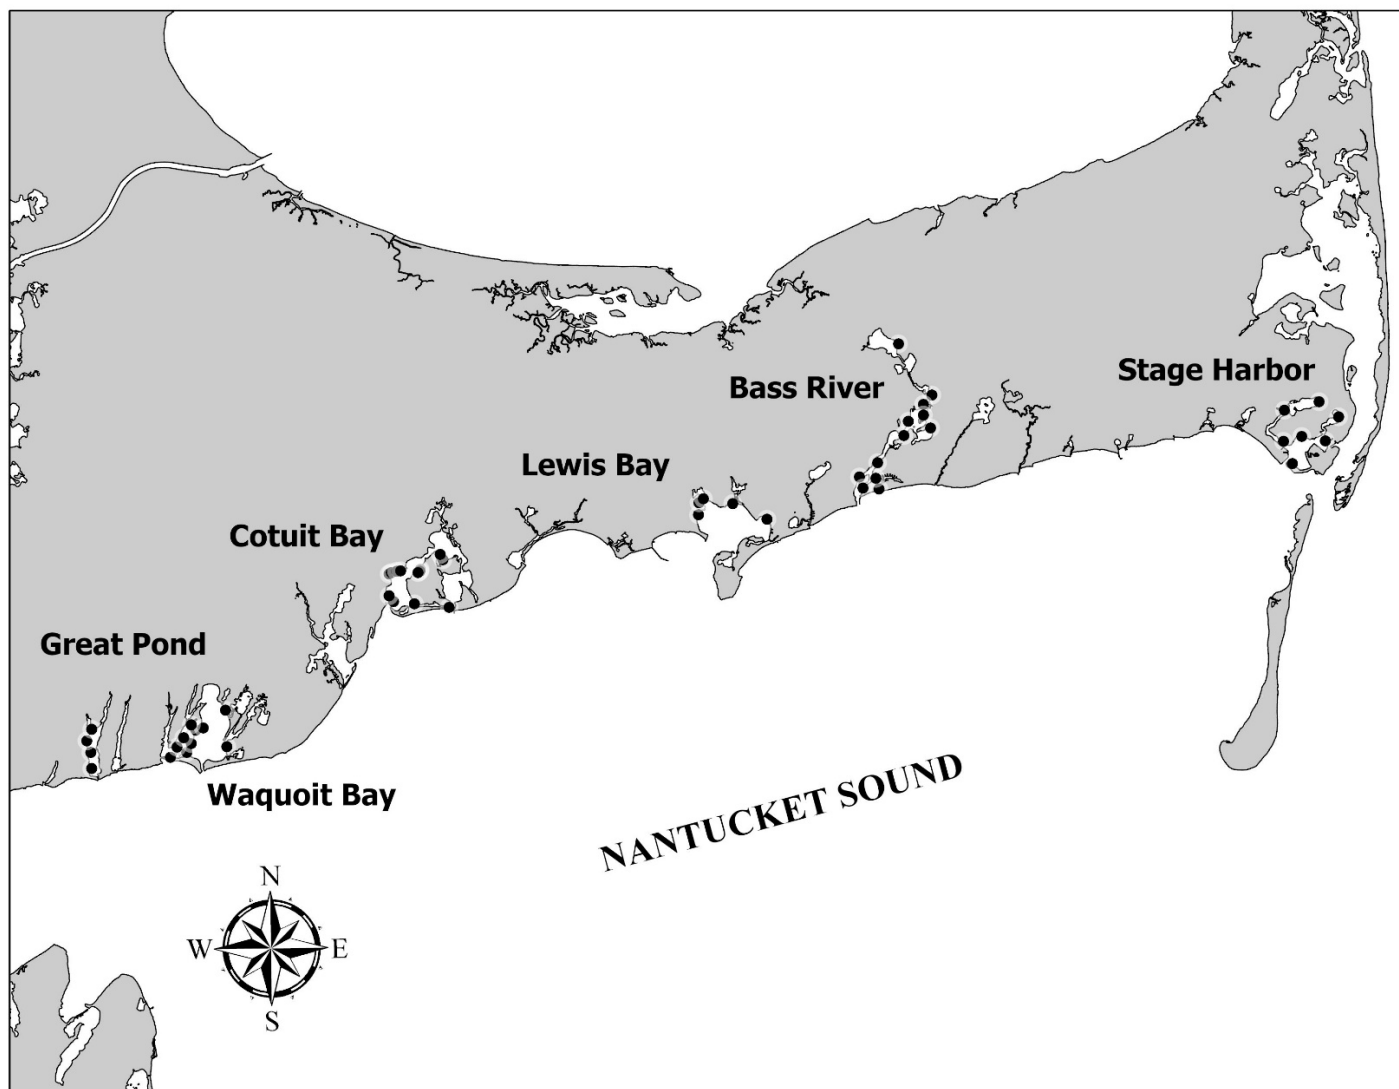 Stage Harbor
Bass River
Lewis Bay
Cotuit Bay
Great Pond
Waquoit Bay
NANTUCKET SOUND
N
W
E
S